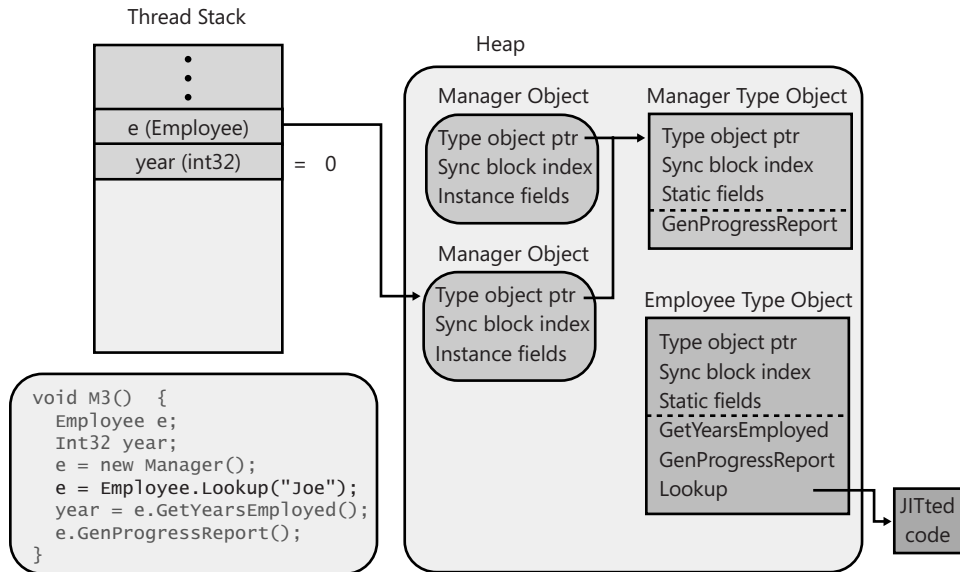 Thread Stack
e (Employee)
year (int32)
= 0
Heap
Manager Object
Type object ptr
Sync block index
Instance fields
Manager Object
Type object ptr
Sync block index
Instance fields
Manager Type Object
Type object ptr
Sync block index
Static fields
GenProgressReport
Employee Type Object
Type object ptr
Sync block index
Static fields
GetYearsEmployed
GenProgressReport
Lookup
JITted
code
void M3() {
Employee e;
Int32 year;
e = new Manager();
e = Employee.Lookup("Joe");
year = e.GetYearsEmployed();
e.GenProgressReport();
}